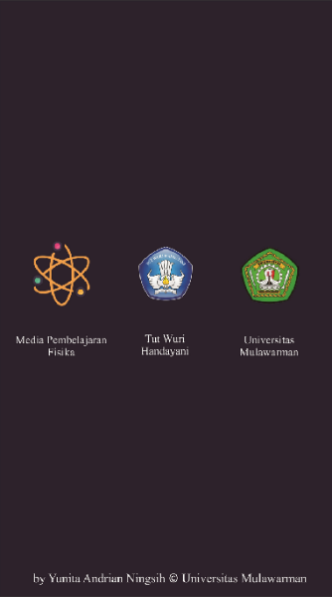 Media Pembelajaran
Fisika
Tut Wuri
Handayani
Universitas
Mulawarman
by Yunita Andrian Ningsih © Universitas Mulawarman